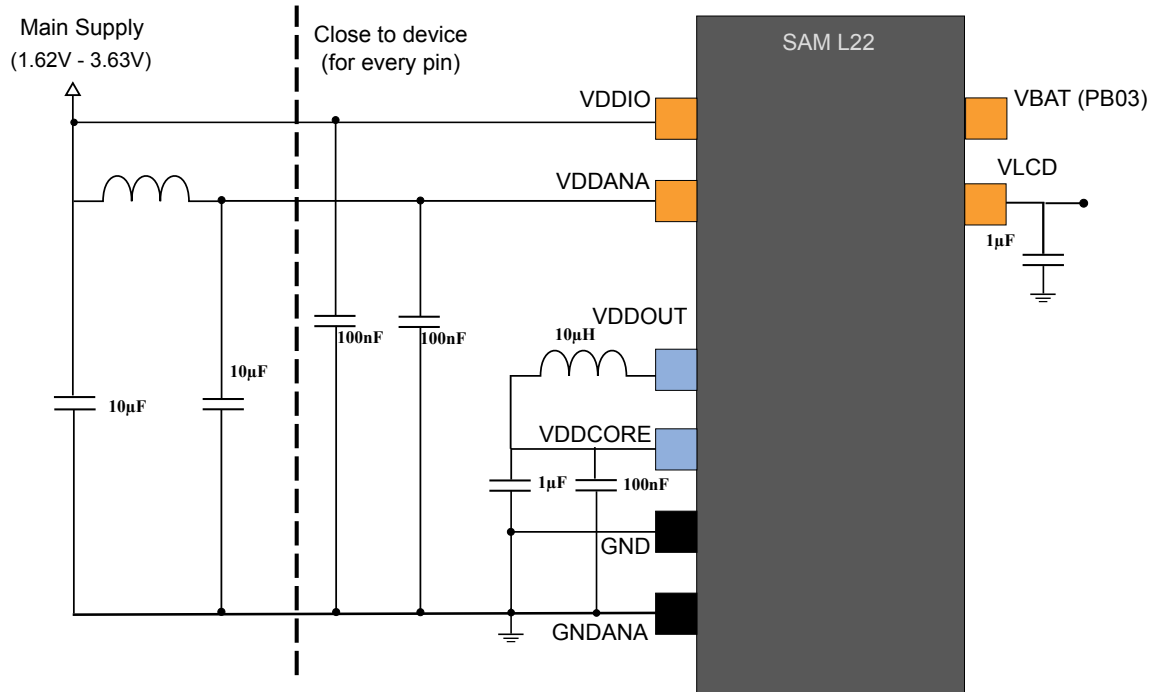 Main Supply
(1.62V - 3.63V)
Close to device
(for every pin)
SAM L22
VDDIO
VBAT (PB03)
VDDANA
VLCD
1µF
VDDOUT
10µH
100nF
100nF
10µF
10µF
VDDCORE
1µF
100nF
GND
GNDANA